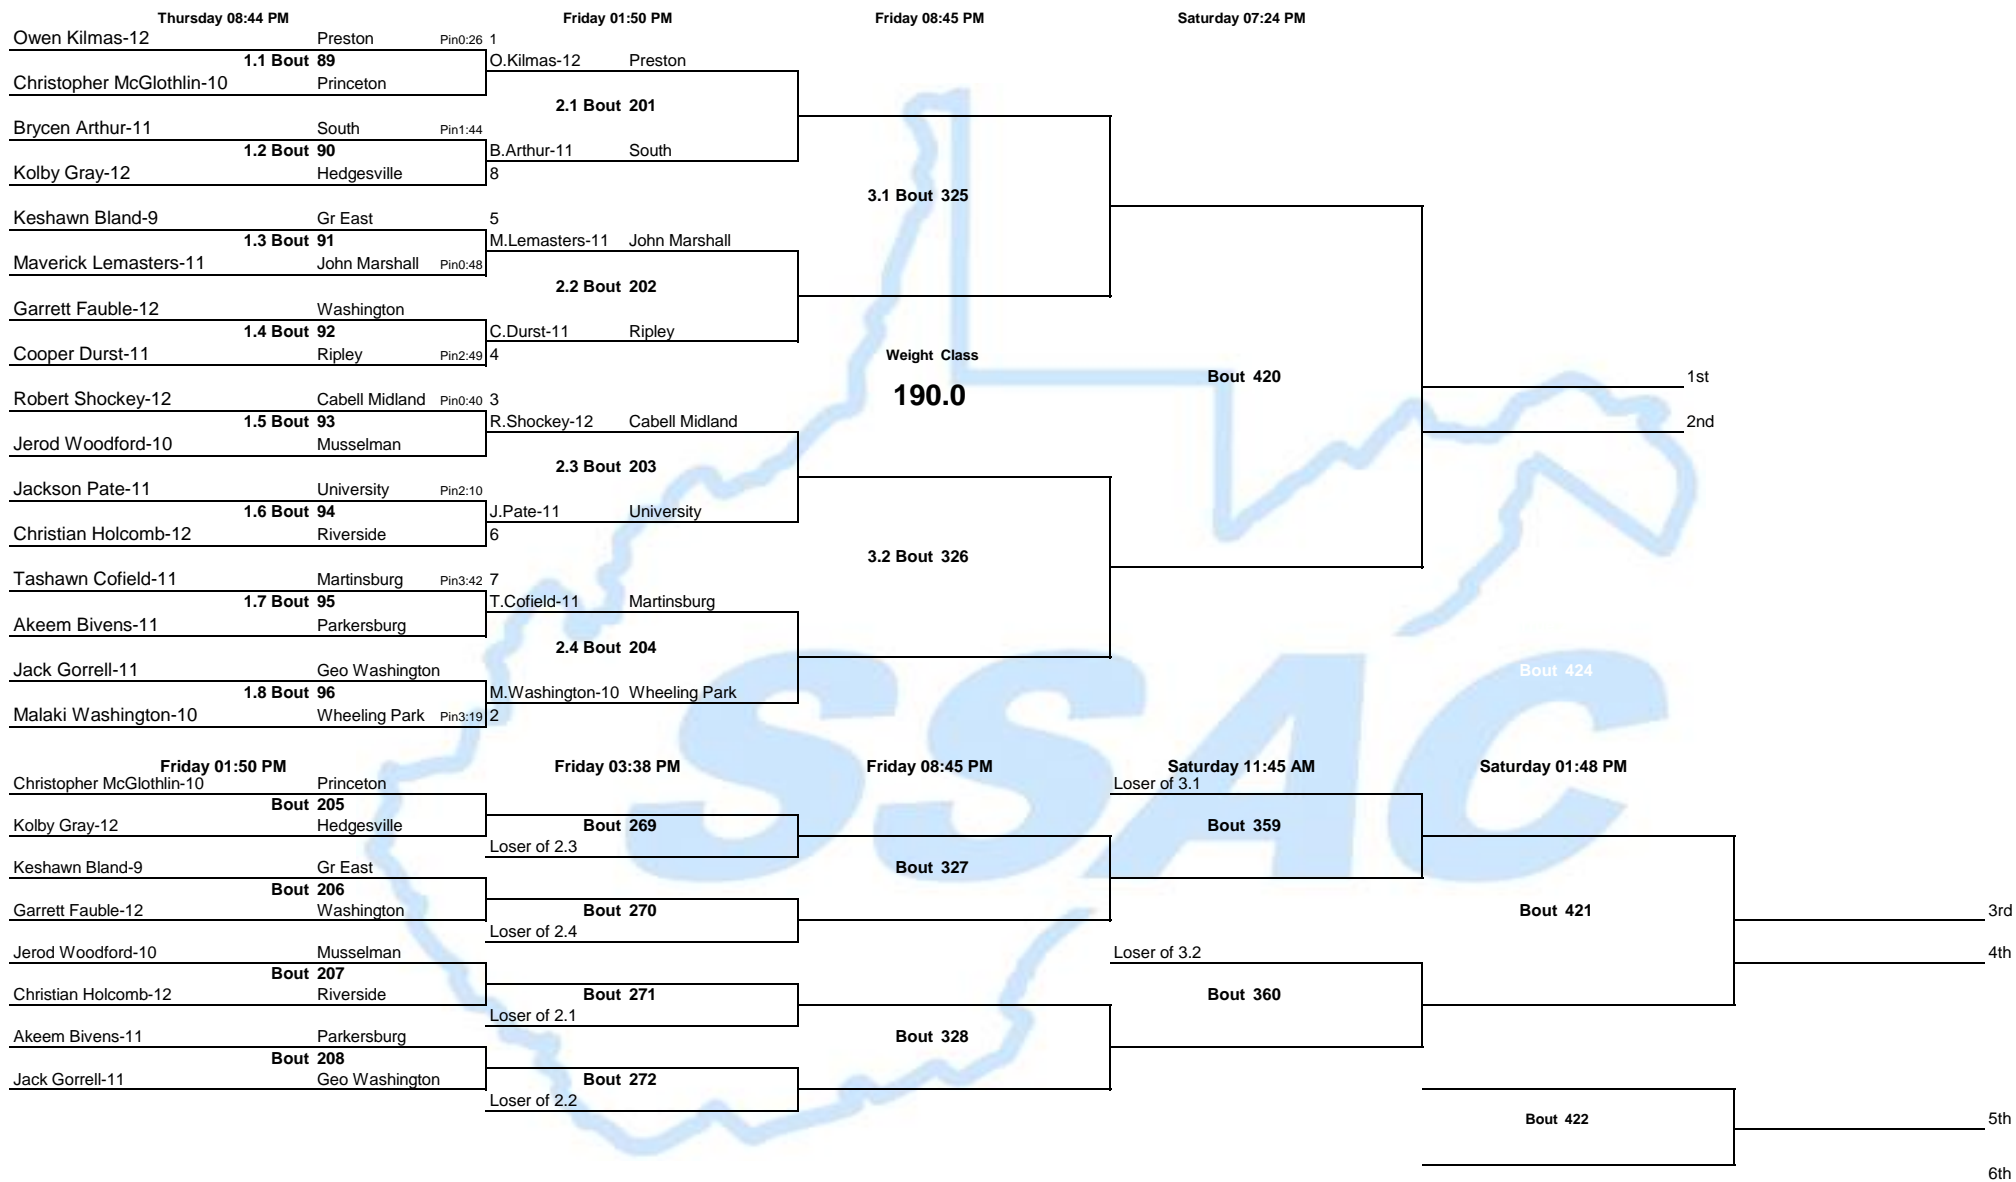 Thursday 08:44 PM Friday 01:50 PM Friday 08:45 PM Saturday 07:24 PM
Owen Kilmas-12 Preston Pin0:26 1
1.1 Bout 89 O.Kilmas-12 Preston
Christopher McGlothlin-10 Princeton
2.1 Bout 201
Brycen Arthur-11 South Pin1:44
1.2 Bout 90 B.Arthur-11 South
Kolby Gray-12 Hedgesville 8
3.1 Bout 325
Keshawn Bland-9 Gr East 5
1.3 Bout 91 M.Lemasters-11 John Marshall
Maverick Lemasters-11 John Marshall Pin0:48
2.2 Bout 202
Garrett Fauble-12 Washington
1.4 Bout 92 C.Durst-11 Ripley
Cooper Durst-11 Ripley Pin2:49 4 Weight Class
Bout 420 1st
Robert Shockey-12 Cabell Midland Pin0:40 3 190.0
1.5 Bout 93 R.Shockey-12 Cabell Midland 2nd
Jerod Woodford-10 Musselman
2.3 Bout 203
Jackson Pate-11 University Pin2:10
1.6 Bout 94 J.Pate-11 University
Christian Holcomb-12 Riverside 6
3.2 Bout 326
Tashawn Cofield-11 Martinsburg Pin3:42 7
1.7 Bout 95 T.Cofield-11 Martinsburg
Akeem Bivens-11 Parkersburg
2.4 Bout 204
Jack Gorrell-11 Geo Washington Bout 424
1.8 Bout 96 M.Washington-10 Wheeling Park
Malaki Washington-10 Wheeling Park Pin3:19 2
SSAC
Friday 01:50 PM Friday 03:38 PM Friday 08:45 PM Saturday 11:45 AM Saturday 01:48 PM
Christopher McGlothlin-10 Princeton Loser of 3.1
Bout 205
Kolby Gray-12 Hedgesville Bout 269 Bout 359
Loser of 2.3
Keshawn Bland-9 Gr East Bout 327
Bout 206
Garrett Fauble-12 Washington Bout 270 Bout 421 3rd
Loser of 2.4
Jerod Woodford-10 Musselman Loser of 3.2 4th
Bout 207
Christian Holcomb-12 Riverside Bout 271 Bout 360
Loser of 2.1
Akeem Bivens-11 Parkersburg Bout 328
Bout 208
Jack Gorrell-11 Geo Washington Bout 272
Loser of 2.2
Bout 422 5th
6th